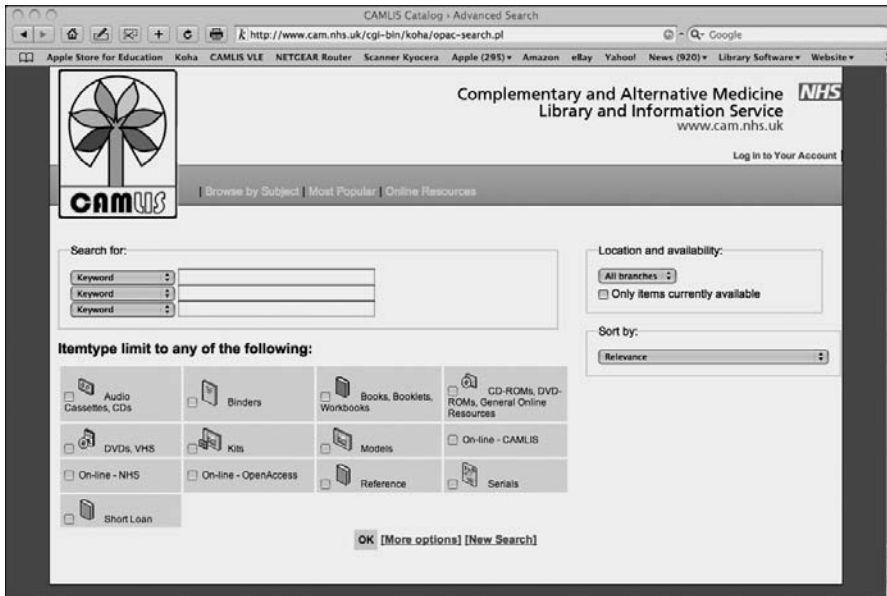 CAMLIS Catalog › Advanced Search
http://www.cam.nhs.uk/cgi-bin/koha/opac-search.pl
Google
Apple Store for Education Koha CAMLIS VLE NETGEAR Router Scanner Kyocera Apple (295) Amazon eBay Yahoo! News (920) Library Software Website
Complementary and Alternative Medicine NHS
Library and Information Service
www.cam.nhs.uk
Log In to Your Account
CAMLIS
Browse by Subject | Most Popular | Online Resources
Search for:
Keyword
Keyword
Keyword
Location and availability:
All branches
Only items currently available
Sort by:
Relevance
Itemtype limit to any of the following:
Audio Cassettes, CDs
Binders
Books, Booklets, Workbooks
CD-ROMs, DVD-ROMs, General Online Resources
DVDs, VHS
Kits
Models
On-line - CAMLIS
On-line - NHS
On-line - OpenAccess
Reference
Serials
Short Loan
OK [More options] [New Search]